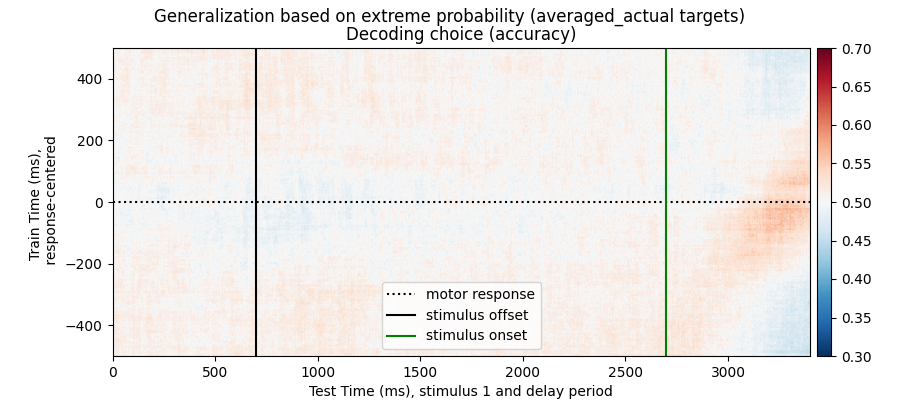 Generalization based on extreme probability (averaged_actual targets)
Decoding choice (accuracy)
Train Time (ms),
response-centered
400
200
0
−200
−400
motor response
stimulus offset
stimulus onset
0
500
1000
1500
2000
2500
3000
Test Time (ms), stimulus 1 and delay period
0.70
0.65
0.60
0.55
0.50
0.45
0.40
0.35
0.30